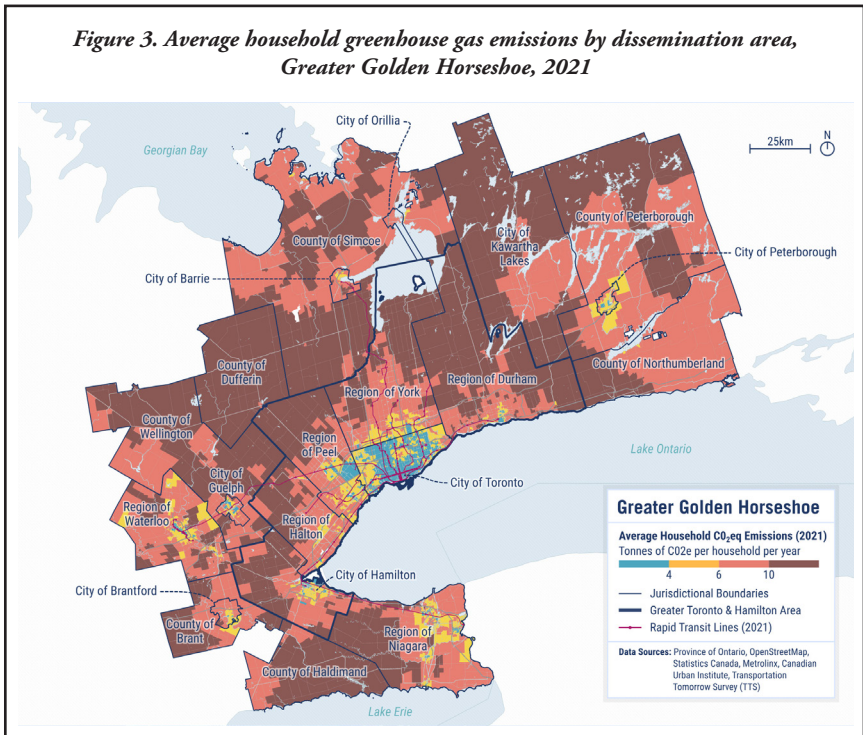 Figure 3. Average household greenhouse gas emissions by dissemination area,
Greater Golden Horseshoe, 2021
City of Orillia
Georgian Bay
25km
N
County of Simcoe
City of
Kawartha
Lakes
County of Peterborough
City of Peterborough
City of Barrie
County of
Dufferin
Region of York
Region of Durham
County of Northumberland
County of
Wellington
Region
of Peel
City of
Guelph
Region of
Waterloo
Region of
Halton
City of Toronto
Lake Ontario
City of Brantford
City of Hamilton
County of
Brant
Region of
Niagara
County of Haldimand
Lake Erie
Greater Golden Horseshoe
Average Household C0₂eq Emissions (2021)
Tonnes of CO2e per household per year
4 6 10
Jurisdictional Boundaries
Greater Toronto & Hamilton Area
Rapid Transit Lines (2021)
Data Sources: Province of Ontario, OpenStreetMap,
Statistics Canada, Metrolinx, Canadian
Urban Institute, Transportation
Tomorrow Survey (TTS)